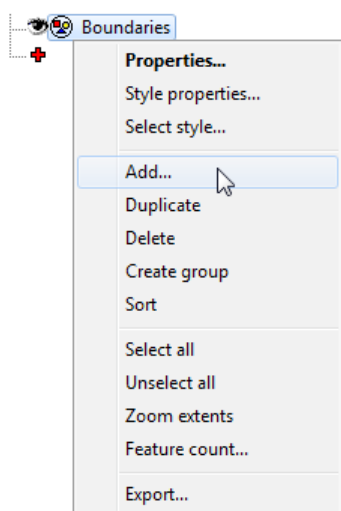 Boundaries
Properties...
Style properties...
Select style...
Add...
Duplicate
Delete
Create group
Sort
Select all
Unselect all
Zoom extents
Feature count...
Export...